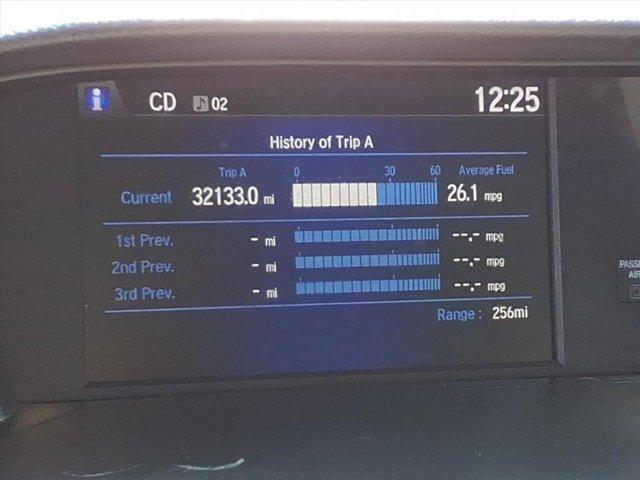 i CD 02 12:25
History of Trip A
Trip A 0 30 60 Average Fuel
Current 32133.0 mi 26.1 mpg
1st Prev. - mi --.- mpg
2nd Prev. - mi --.- mpg
3rd Prev. - mi --.- mpg
Range : 256mi